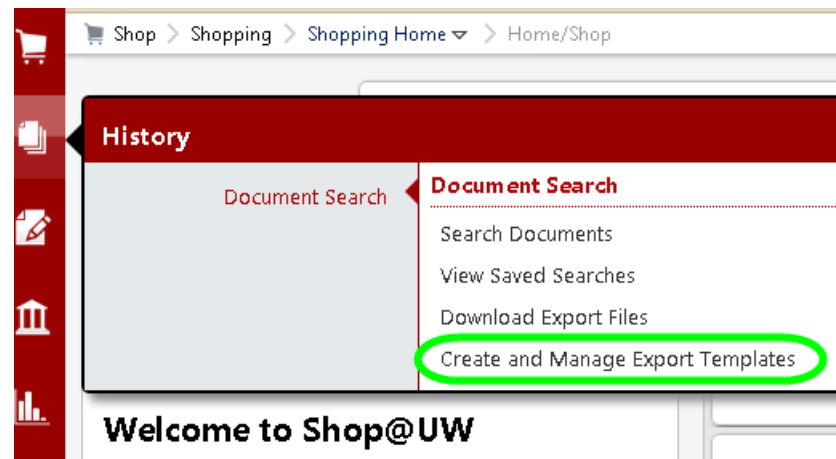 Shop > Shopping > Shopping Home > Home/Shop
History
Document Search
Document Search
Search Documents
View Saved Searches
Download Export Files
Create and Manage Export Templates
Welcome to Shop@UW